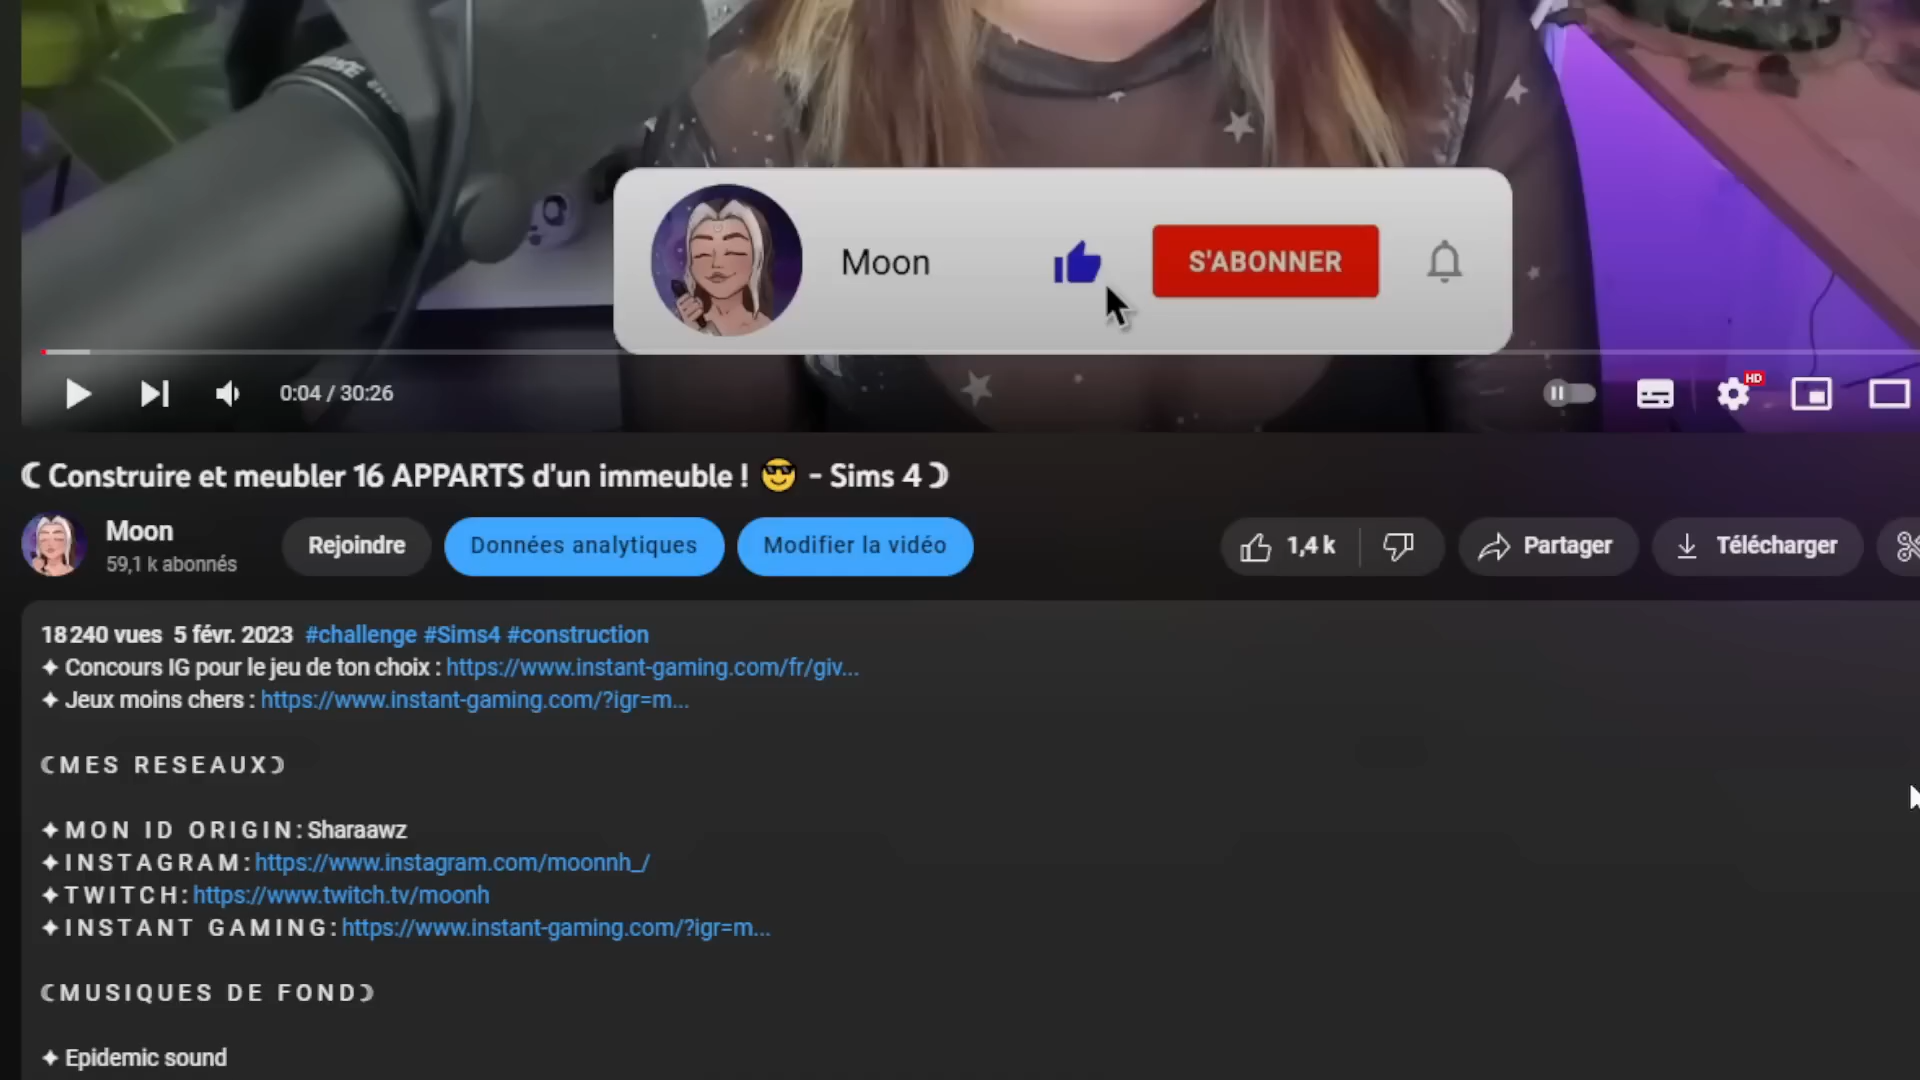 Moon
S'ABONNER
0:04 / 30:26
HD
☾ Construire et meubler 16 APPARTS d'un immeuble ! 😎 - Sims 4 ☽
Moon
59,1 k abonnés
Rejoindre
Données analytiques
Modifier la vidéo
1,4 k
Partager
Télécharger
18 240 vues 5 févr. 2023 #challenge #Sims4 #construction
✦ Concours IG pour le jeu de ton choix : https://www.instant-gaming.com/fr/giv...
✦ Jeux moins chers : https://www.instant-gaming.com/?igr=m...
☾MES RESEAUX☽
✦MON ID ORIGIN: Sharaawz
✦INSTAGRAM: https://www.instagram.com/moonnh_/
✦TWITCH: https://www.twitch.tv/moonh
✦INSTANT GAMING: https://www.instant-gaming.com/?igr=m...
☾MUSIQUES DE FOND☽
✦ Epidemic sound